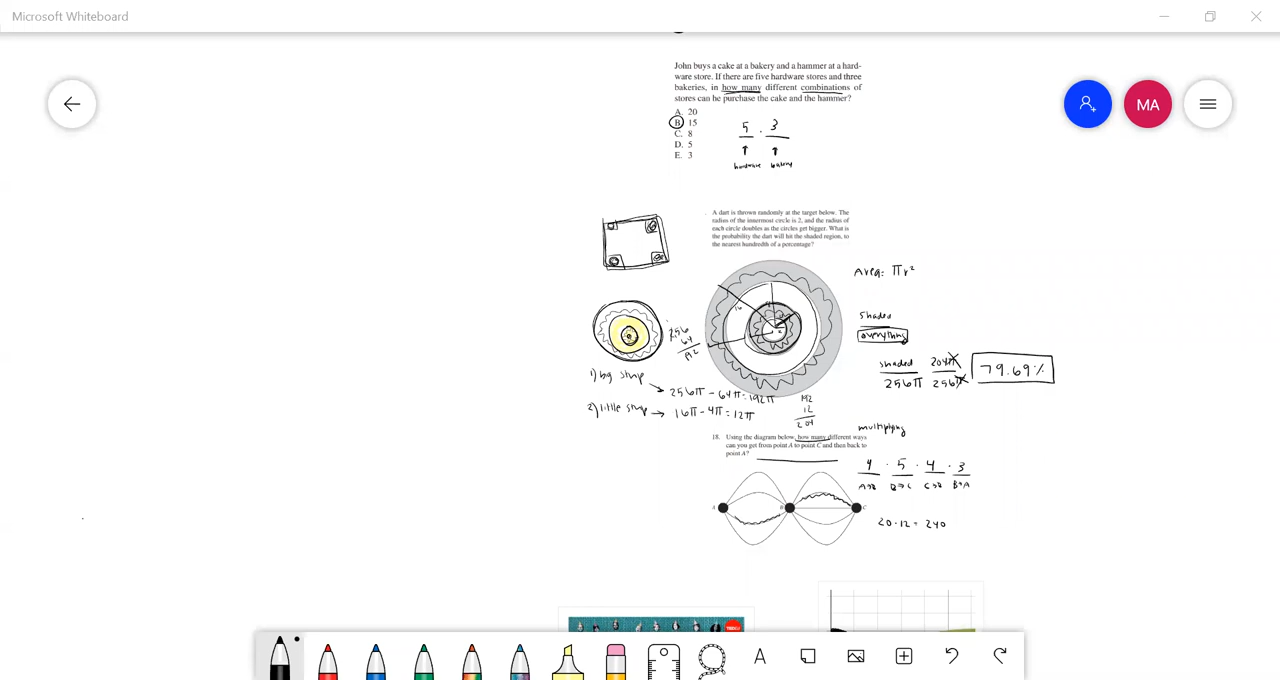 Microsoft Whiteboard
MA
John buys a cake at a bakery and a hammer at a hard-
ware store. If there are five hardware stores and three
bakeries, in how many different combinations of
stores can be purchase the cake and the hammer?
A. 20
B. 15
C. 8
D. 5
E. 3
5 · 3
hardware bakery
A dart is thrown randomly at the target below. The
radius of the innermost circle is 2, and the radius of
each circle doubles as the circles get bigger. What is
the probability the dart will hit the shaded region, to
the nearest hundredth of a percentage?
Area: πr²
16
256
64
192
shaded
everything
shaded
256π
204π
256π
79.69%
1) big stripe
256π - 64π = 192π
2) little stripe → 16π - 4π = 12π
192
12
204
multiplying
18. Using the diagram below, how many different ways
can you get from point A to point C and then back to
point A?
4 · 5 · 4 · 3
A→B B→C C→B B→A
A B C
20 · 12 = 240
A